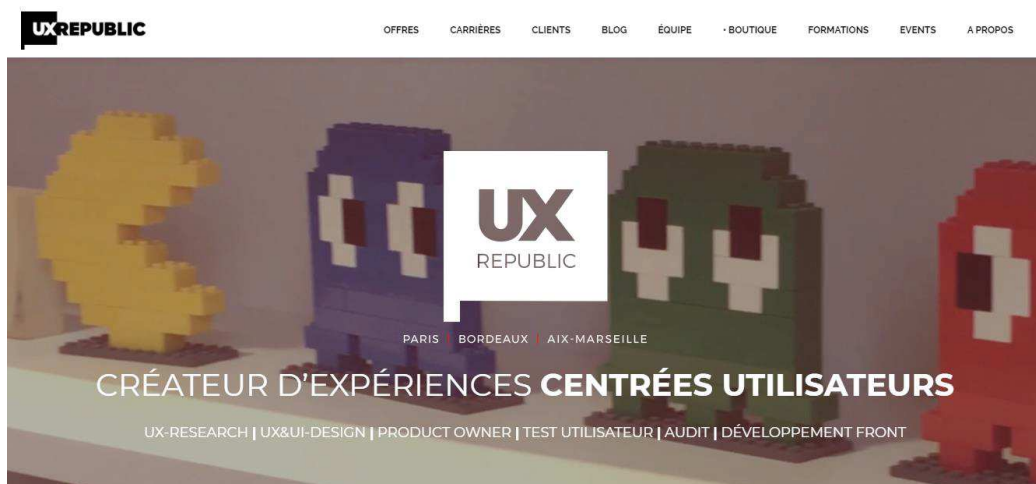 UXREPUBLIC
OFFRES CARRIÈRES CLIENTS BLOG ÉQUIPE • BOUTIQUE FORMATIONS EVENTS A PROPOS
UX
REPUBLIC
PARIS | BORDEAUX | AIX-MARSEILLE
CRÉATEUR D'EXPÉRIENCES CENTRÉES UTILISATEURS
UX-RESEARCH | UX&UI-DESIGN | PRODUCT OWNER | TEST UTILISATEUR | AUDIT | DÉVELOPPEMENT FRONT